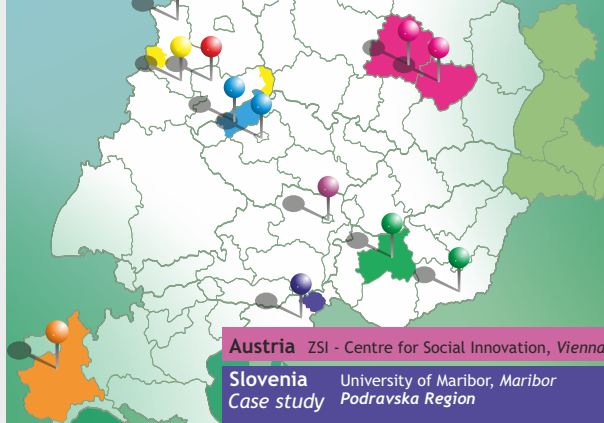 Austria ZSI - Centre for Social Innovation, Vienna
Slovenia University of Maribor, Maribor
Case study Podravska Region